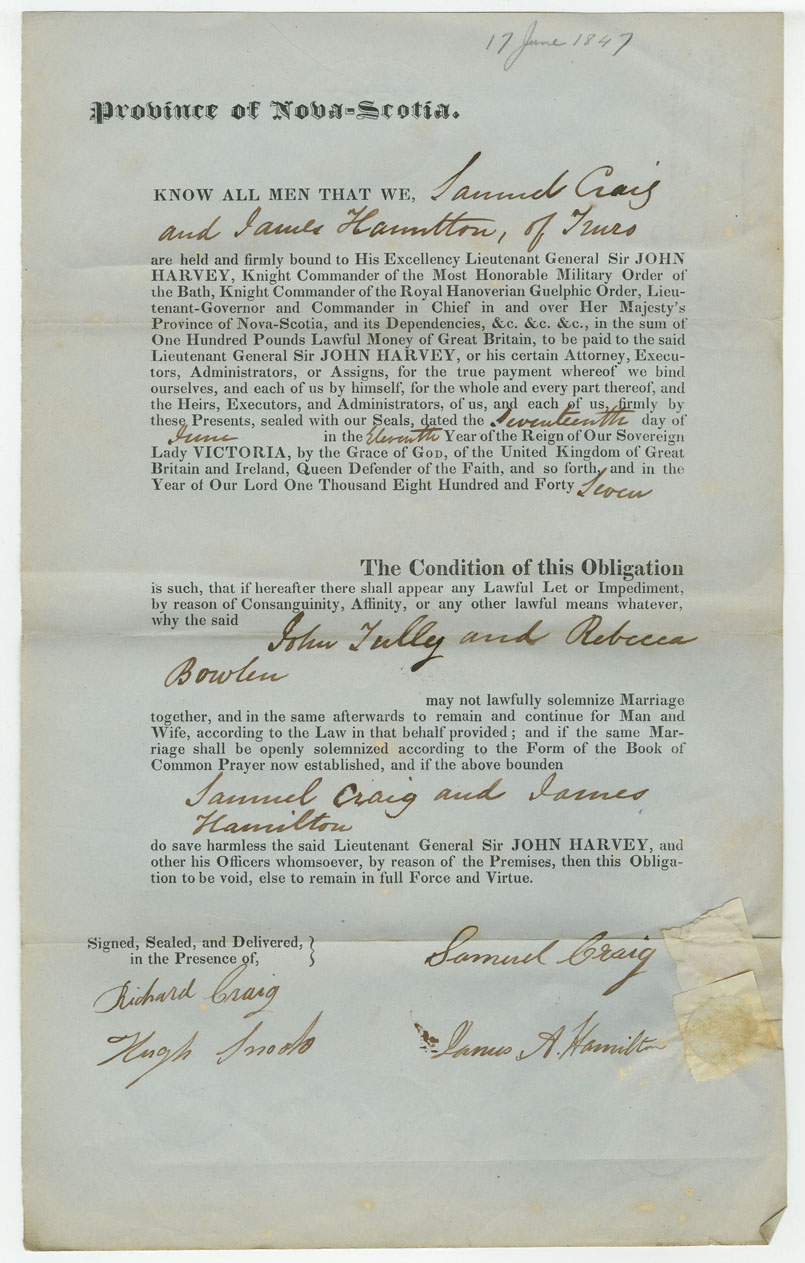 17 June 1847
Province of Nova-Scotia.
KNOW ALL MEN THAT WE, Samuel Craig
and James Hamilton, of Truro
are held and firmly bound to His Excellency Lieutenant General Sir JOHN
HARVEY, Knight Commander of the Most Honorable Military Order of
the Bath, Knight Commander of the Royal Hanoverian Guelphic Order, Lieu-
tenant-Governor and Commander in Chief in and over Her Majesty's
Province of Nova-Scotia, and its Dependencies, &c. &c. &c., in the sum of
One Hundred Pounds Lawful Money of Great Britain, to be paid to the said
Lieutenant General Sir JOHN HARVEY, or his certain Attorney, Execu-
tors, Administrators, or Assigns, for the true payment whereof we bind
ourselves, and each of us by himself, for the whole and every part thereof, and
the Heirs, Executors, and Administrators, of us, and each of us, firmly by
these Presents, sealed with our Seals, dated the Seventeenth day of
June in the Eleventh Year of the Reign of Our Sovereign
Lady VICTORIA, by the Grace of GOD, of the United Kingdom of Great
Britain and Ireland, Queen Defender of the Faith, and so forth, and in the
Year of Our Lord One Thousand Eight Hundred and Forty Seven
The Condition of this Obligation
is such, that if hereafter there shall appear any Lawful Let or Impediment,
by reason of Consanguinity, Affinity, or any other lawful means whatever,
why the said
John Tully and Rebecca
Bowlen
may not lawfully solemnize Marriage
together, and in the same afterwards to remain and continue for Man and
Wife, according to the Law in that behalf provided ; and if the same Mar-
riage shall be openly solemnized according to the Form of the Book of
Common Prayer now established, and if the above bounden
Samuel Craig and James
Hamilton
do save harmless the said Lieutenant General Sir JOHN HARVEY, and
other his Officers whomsoever, by reason of the Premises, then this Obliga-
tion to be void, else to remain in full Force and Virtue.
Signed, Sealed, and Delivered,
in the Presence of,
Samuel Craig
Richard Craig
Hugh Snook
James A. Hamilton